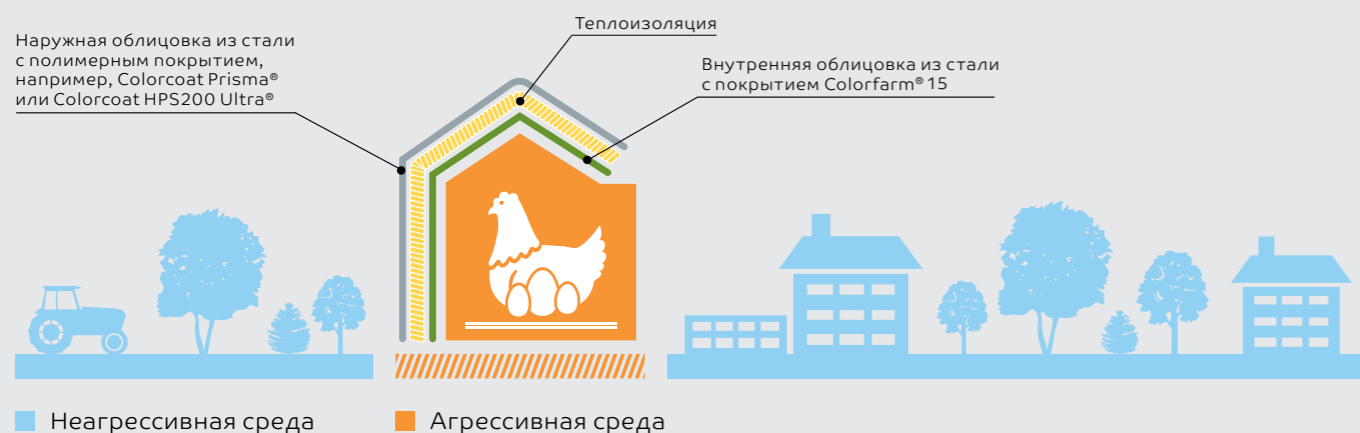 Наружная облицовка из стали
с полимерным покрытием,
например, Colorcoat Prisma®
или Colorcoat HPS200 Ultra®
Теплоизоляция
Внутренняя облицовка из стали
с покрытием Colorfarm® 15
Неагрессивная среда
Агрессивная среда